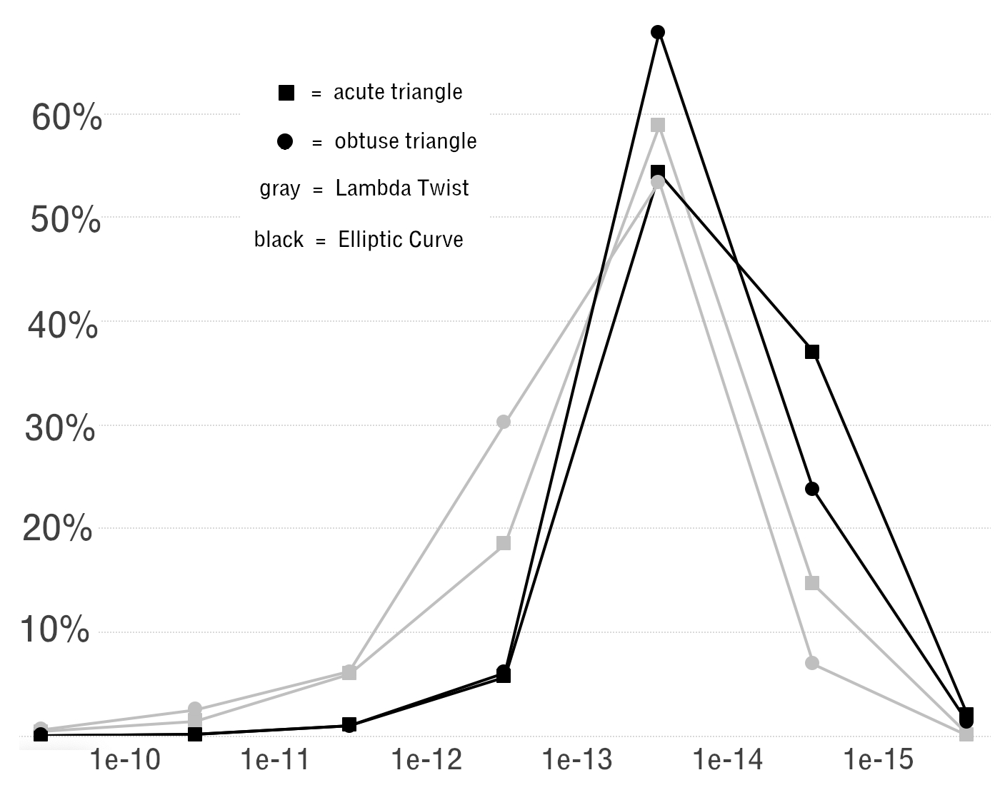 = acute triangle
60%
= obtuse triangle
gray = Lambda Twist
50%
black = Elliptic Curve
40%
30%
20%
10%
1e-10 1e-11 1e-12 1e-13 1e-14 1e-15